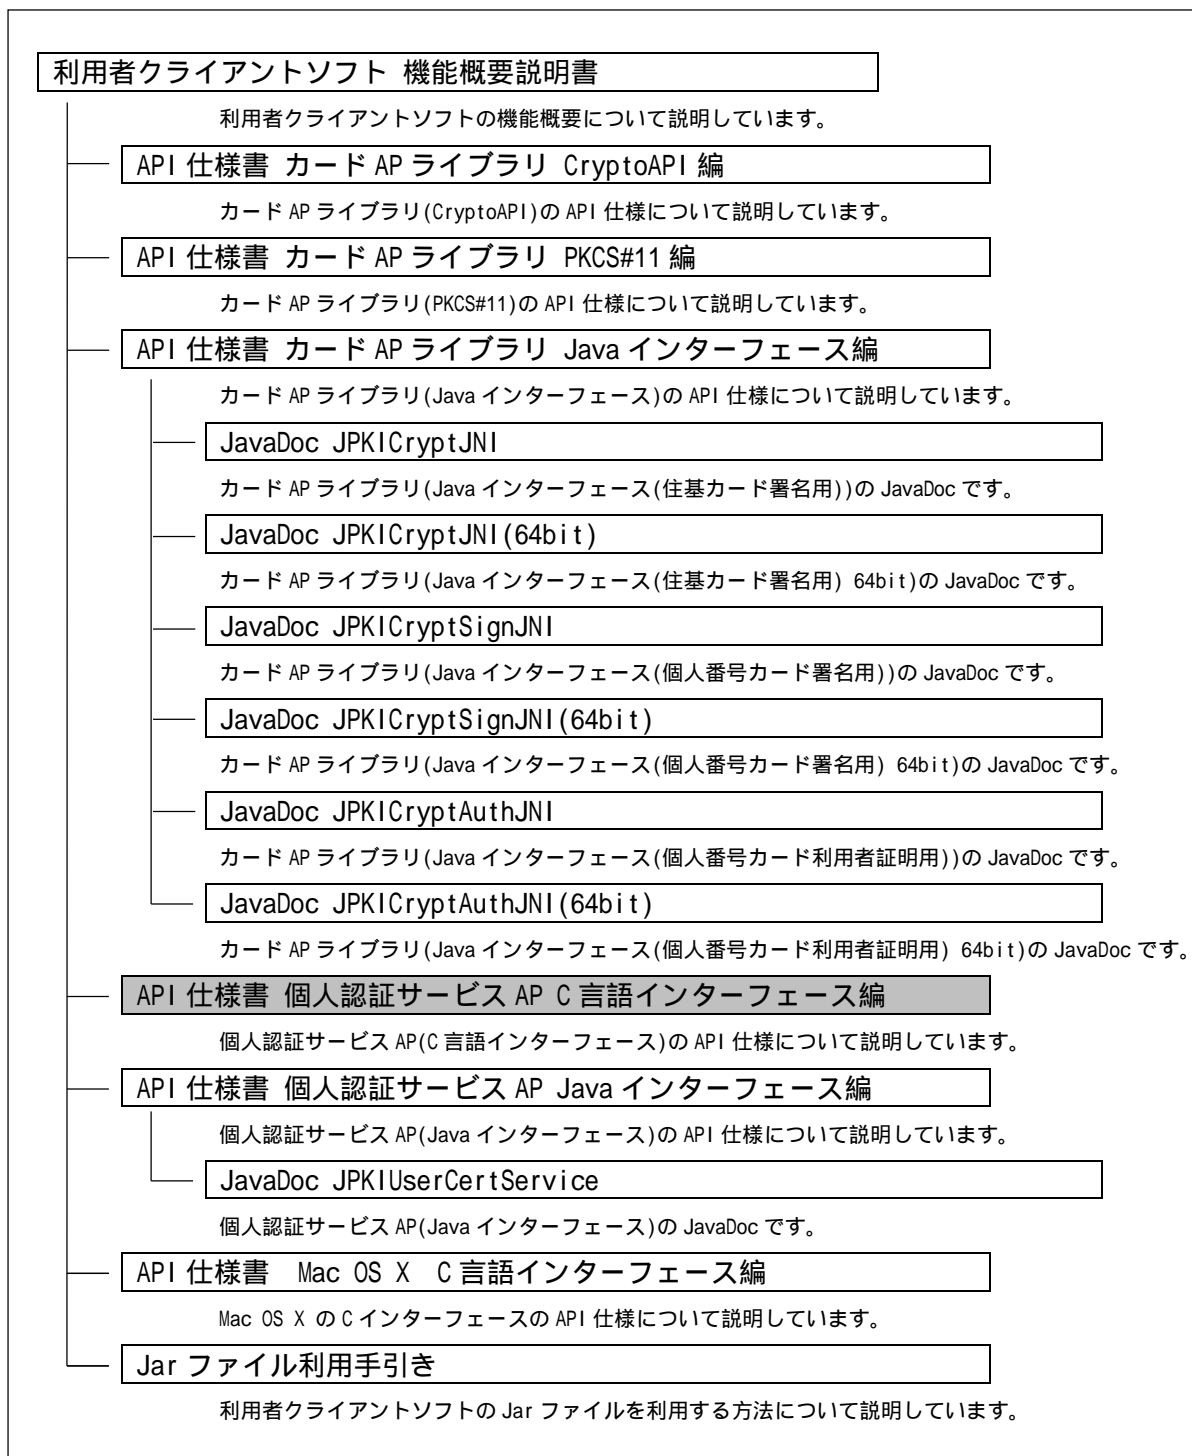 利用者クライアントソフト 機能概要説明書
利用者クライアントソフトの機能概要について説明しています。
API 仕様書 カード AP ライブラリ CryptoAPI 編
カード AP ライブラリ(CryptoAPI)の API 仕様について説明しています。
API 仕様書 カード AP ライブラリ PKCS#11 編
カード AP ライブラリ(PKCS#11)の API 仕様について説明しています。
API 仕様書 カード AP ライブラリ Java インターフェース編
カード AP ライブラリ(Java インターフェース)の API 仕様について説明しています。
JavaDoc JPKICryptJNI
カード AP ライブラリ(Java インターフェース(住基カード署名用))の JavaDoc です。
JavaDoc JPKICryptJNI(64bit)
カード AP ライブラリ(Java インターフェース(住基カード署名用) 64bit)の JavaDoc です。
JavaDoc JPKICryptSignJNI
カード AP ライブラリ(Java インターフェース(個人番号カード署名用))の JavaDoc です。
JavaDoc JPKICryptSignJNI(64bit)
カード AP ライブラリ(Java インターフェース(個人番号カード署名用) 64bit)の JavaDoc です。
JavaDoc JPKICryptAuthJNI
カード AP ライブラリ(Java インターフェース(個人番号カード利用者証明用))の JavaDoc です。
JavaDoc JPKICryptAuthJNI(64bit)
カード AP ライブラリ(Java インターフェース(個人番号カード利用者証明用) 64bit)の JavaDoc です。
API 仕様書 個人認証サービス AP C 言語インターフェース編
個人認証サービス AP(C 言語インターフェース)の API 仕様について説明しています。
API 仕様書 個人認証サービス AP Java インターフェース編
個人認証サービス AP(Java インターフェース)の API 仕様について説明しています。
JavaDoc JPKIUserCertService
個人認証サービス AP(Java インターフェース)の JavaDoc です。
API 仕様書 Mac OS X C 言語インターフェース編
Mac OS X の C インターフェースの API 仕様について説明しています。
Jar ファイル利用手引き
利用者クライアントソフトの Jar ファイルを利用する方法について説明しています。